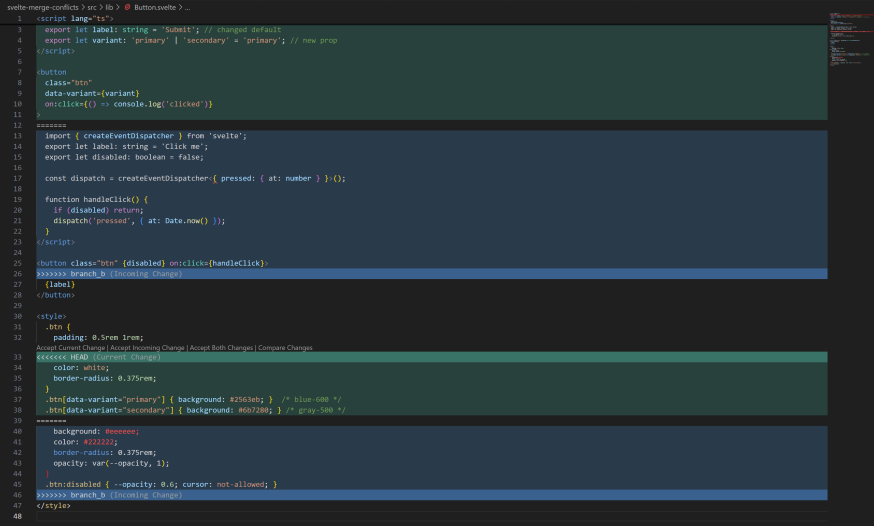 svelte-merge-conflicts > src > lib > Button.svelte > ...
1 <script lang="ts">
3 export let label: string = 'Submit'; // changed default
4 export let variant: 'primary' | 'secondary' = 'primary'; // new prop
5 </script>
6
7 <button
8 class="btn"
9 data-variant={variant}
10 on:click={() => console.log('clicked')}
11 >
12 =======
13 import { createEventDispatcher } from 'svelte';
14 export let label: string = 'Click me';
15 export let disabled: boolean = false;
16
17 const dispatch = createEventDispatcher<{ pressed: { at: number } }>();
18
19 function handleClick() {
20 if (disabled) return;
21 dispatch('pressed', { at: Date.now() });
22 }
23 </script>
24
25 <button class="btn" {disabled} on:click={handleClick}>
26 >>>>>>> branch_b (Incoming Change)
27 {label}
28 </button>
29
30 <style>
31 .btn {
32 padding: 0.5rem 1rem;
Accept Current Change | Accept Incoming Change | Accept Both Changes | Compare Changes
33 <<<<<<< HEAD (Current Change)
34 color: white;
35 border-radius: 0.375rem;
36 }
37 .btn[data-variant="primary"] { background: #2563eb; } /* blue-600 */
38 .btn[data-variant="secondary"] { background: #6b7280; } /* gray-500 */
39 =======
40 background: #eeeeee;
41 color: #222222;
42 border-radius: 0.375rem;
43 opacity: var(--opacity, 1);
44 }
45 .btn:disabled { --opacity: 0.6; cursor: not-allowed; }
46 >>>>>>> branch_b (Incoming Change)
47 </style>
48